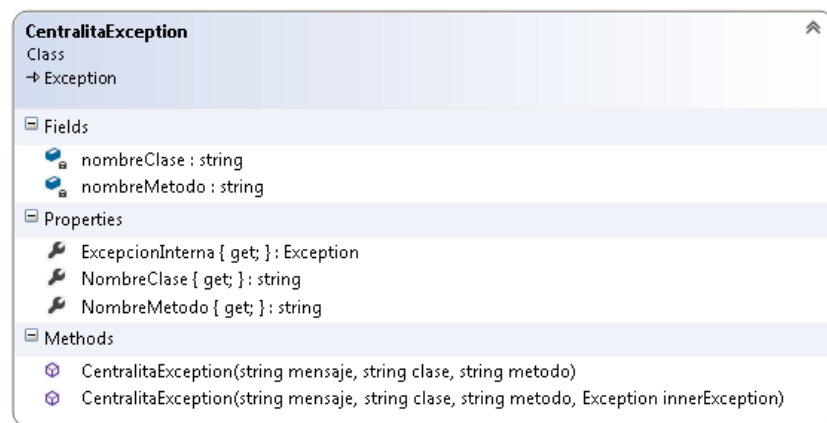 CentralitaException
Class
Exception
Fields
nombreClase : string
nombreMetodo : string
Properties
ExcepcionInterna { get; } : Exception
NombreClase { get; } : string
NombreMetodo { get; } : string
Methods
CentralitaException(string mensaje, string clase, string metodo)
CentralitaException(string mensaje, string clase, string metodo, Exception innerException)